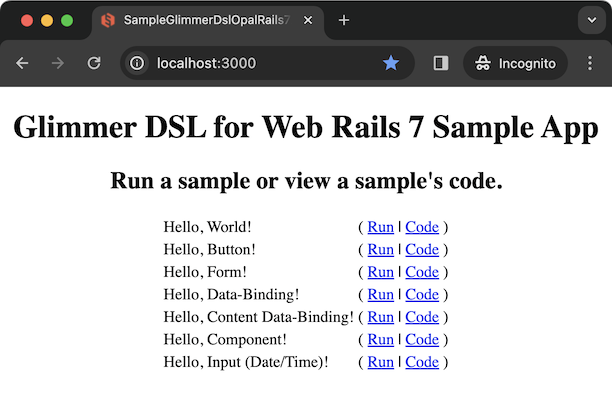 SampleGlimmerDslOpalRails7
localhost:3000
Incognito
Glimmer DSL for Web Rails 7 Sample App
Run a sample or view a sample's code.
Hello, World! ( Run | Code )
Hello, Button! ( Run | Code )
Hello, Form! ( Run | Code )
Hello, Data-Binding! ( Run | Code )
Hello, Content Data-Binding! ( Run | Code )
Hello, Component! ( Run | Code )
Hello, Input (Date/Time)! ( Run | Code )